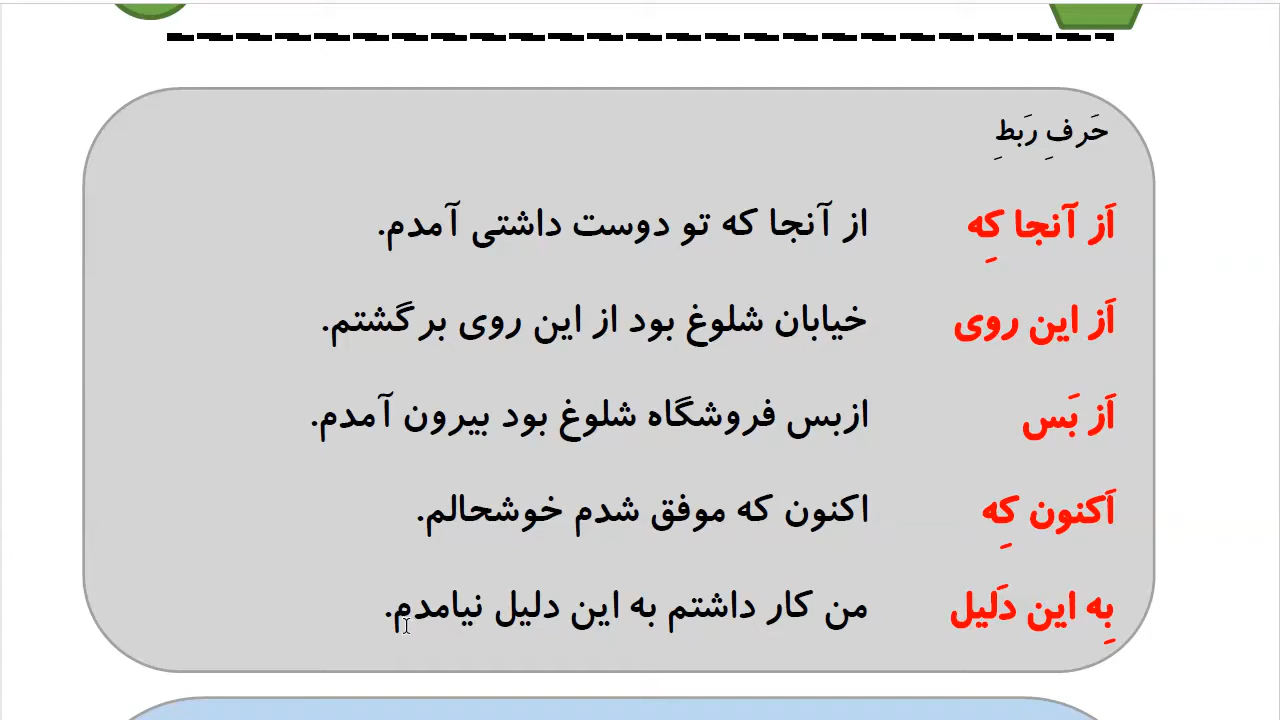 حَرفِ رَبطِ
اَز آنجا کِه از آنجا که تو دوست داشتی آمدم.
اَز این روی خیابان شلوغ بود از این روی برگشتم.
اَز بَس ازبس فروشگاه شلوغ بود بیرون آمدم.
اَکنون کِه اکنون که موفق شدم خوشحالم.
بِه این دَلیل من کار داشتم به این دلیل نیامدم.